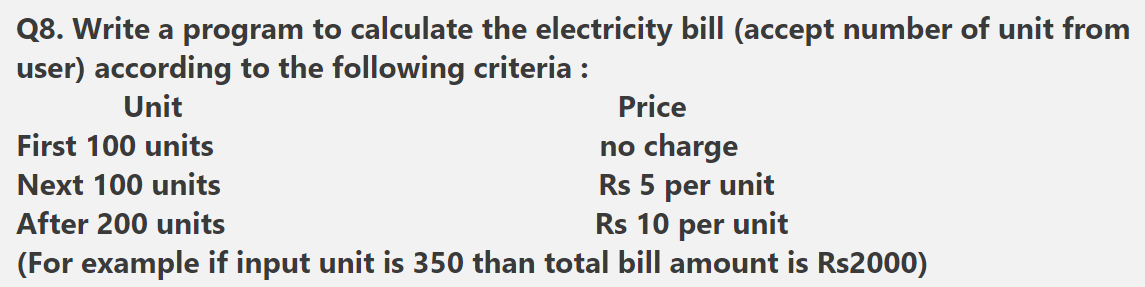 Q8. Write a program to calculate the electricity bill (accept number of unit from
user) according to the following criteria :
Unit Price
First 100 units no charge
Next 100 units Rs 5 per unit
After 200 units Rs 10 per unit
(For example if input unit is 350 than total bill amount is Rs2000)